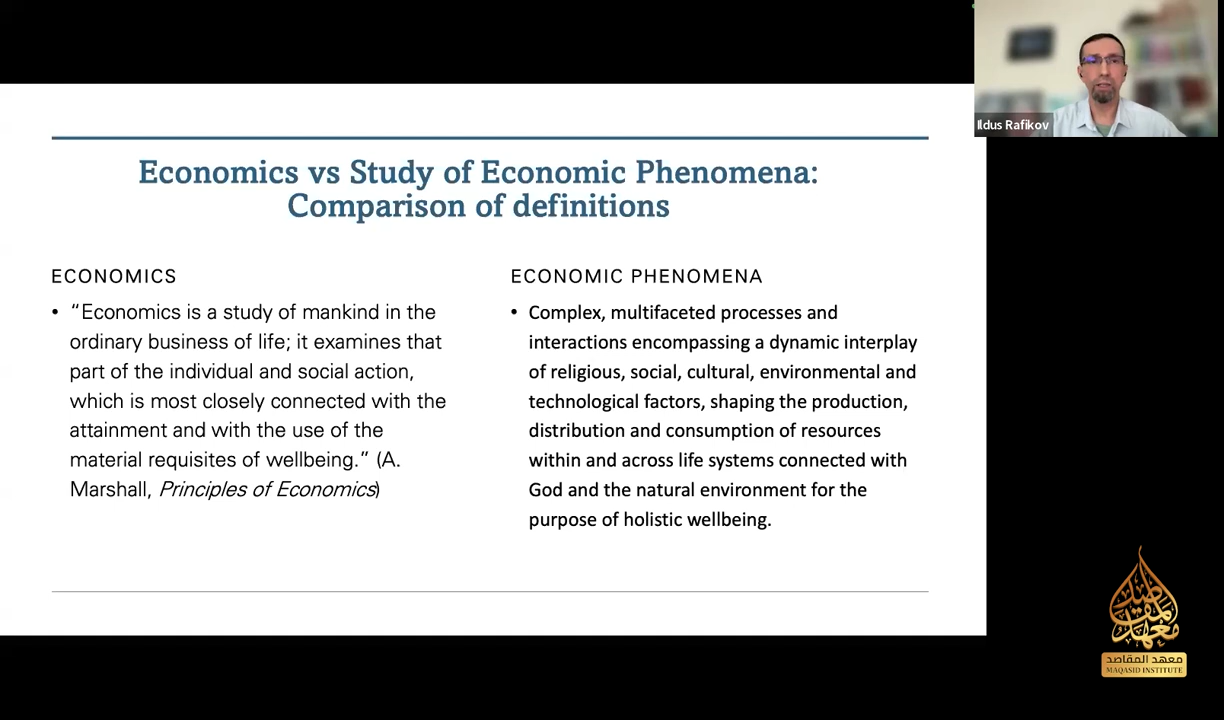 Ildus Rafikov
Economics vs Study of Economic Phenomena:
Comparison of definitions
ECONOMICS
• “Economics is a study of mankind in the
ordinary business of life; it examines that
part of the individual and social action,
which is most closely connected with the
attainment and with the use of the
material requisites of wellbeing.” (A.
Marshall, Principles of Economics)
ECONOMIC PHENOMENA
• Complex, multifaceted processes and
interactions encompassing a dynamic interplay
of religious, social, cultural, environmental and
technological factors, shaping the production,
distribution and consumption of resources
within and across life systems connected with
God and the natural environment for the
purpose of holistic wellbeing.
معهد المقاصد
معهد المقاصد
MAQASID INSTITUTE